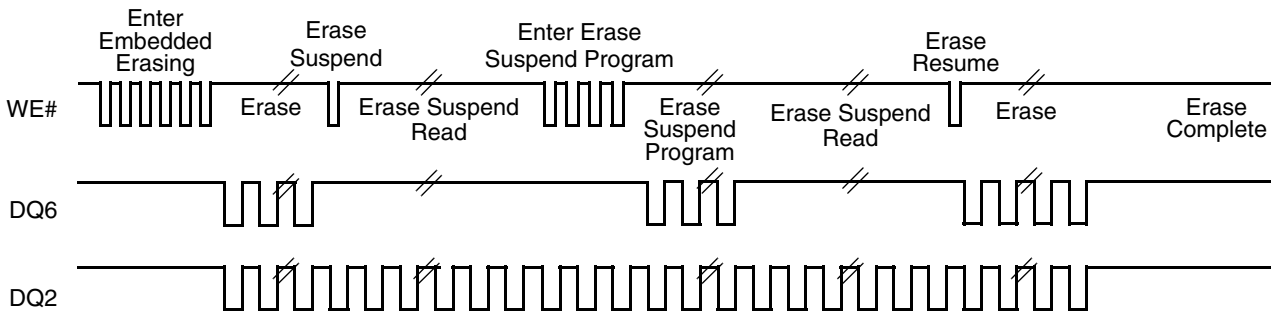 Enter
Embedded
Erasing
Erase
Suspend
Enter Erase
Suspend Program
Erase
Resume
WE#
Erase
Erase Suspend
Read
Erase
Suspend
Program
Erase Suspend
Read
Erase
Erase
Complete
DQ6
DQ2